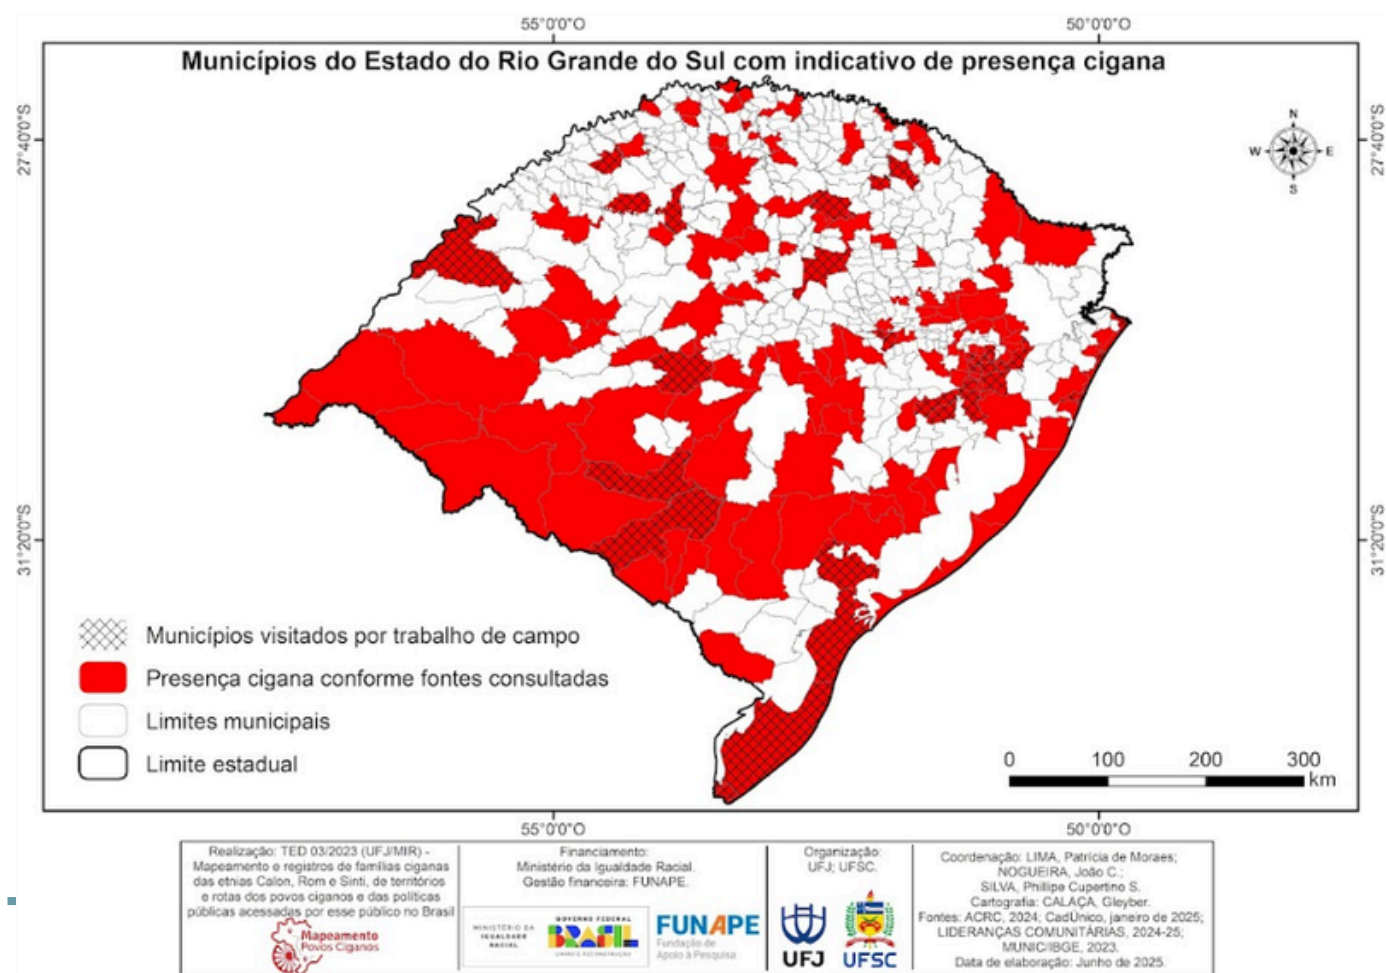 55°0'0"O
50°0'0"O
Municípios do Estado do Rio Grande do Sul com indicativo de presença cigana
27°40'0"S
27°40'0"S
N
W
E
S
31°20'0"S
31°20'0"S
Municípios visitados por trabalho de campo
Presença cigana conforme fontes consultadas
Limites municipais
Limite estadual
0 100 200 300
km
55°0'0"O
50°0'0"O
Realização: TED 03/2023 (UFJ/MIR) -
Mapeamento e registros de famílias ciganas
das etnias Calon, Rom e Sinti, de territórios
e rotas dos povos ciganos e das políticas
públicas acessadas por esse público no Brasil
Mapeamento
Povos Ciganos
Financiamento:
Ministério da Igualdade Racial.
Gestão financeira: FUNAPE.
MINISTÉRIO DA
IGUALDADE
RACIAL
GOVERNO FEDERAL
BRASIL
UNIÃO E RECONSTRUÇÃO
FUNAPE
Fundação de
Apoio à Pesquisa
Organização:
UFJ; UFSC.
UFJ
UFSC
Coordenação: LIMA, Patrícia de Moraes;
NOGUEIRA, João C.;
SILVA, Phillipe Cupertino S.
Cartografia: CALAÇA, Gleyber.
Fontes: ACRC, 2024; CadÚnico, janeiro de 2025;
LIDERANÇAS COMUNITÁRIAS, 2024-25;
MUNIC/IBGE, 2023.
Data de elaboração: Junho de 2025.